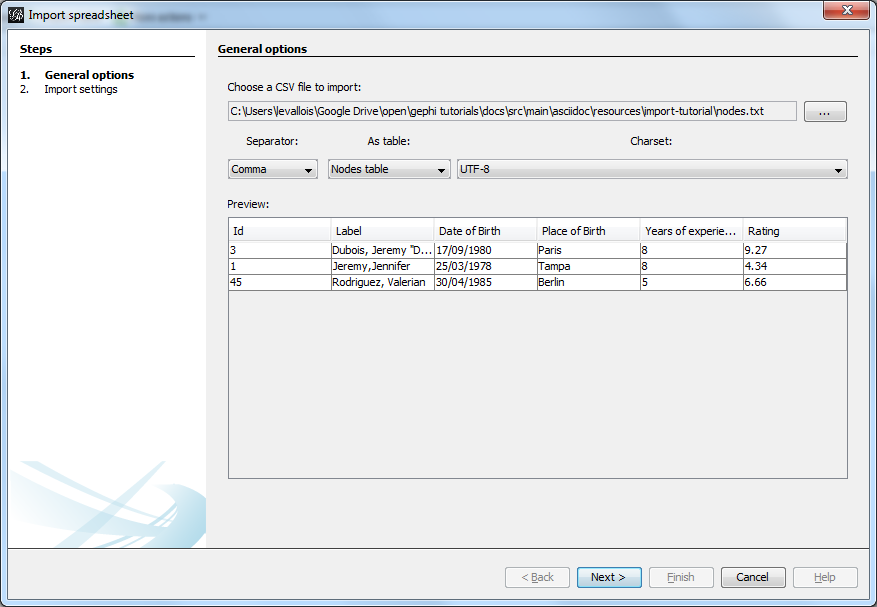 Import spreadsheet
Steps
1. General options
2. Import settings
General options
Choose a CSV file to import:
C:\Users\levallois\Google Drive\open\gephi tutorials\docs\src\main\asciidoc\resources\import-tutorial\nodes.txt ...
Separator: As table: Charset:
Comma Nodes table UTF-8
Preview:
Id Label Date of Birth Place of Birth Years of experie... Rating
3 Dubois, Jeremy "D... 17/09/1980 Paris 8 9.27
1 Jeremy,Jennifer 25/03/1978 Tampa 8 4.34
45 Rodriguez, Valerian 30/04/1985 Berlin 5 6.66
< Back Next > Finish Cancel Help